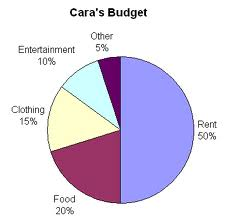 Cara's Budget
Other
5%
Entertainment
10%
Clothing
15%
Rent
50%
Food
20%